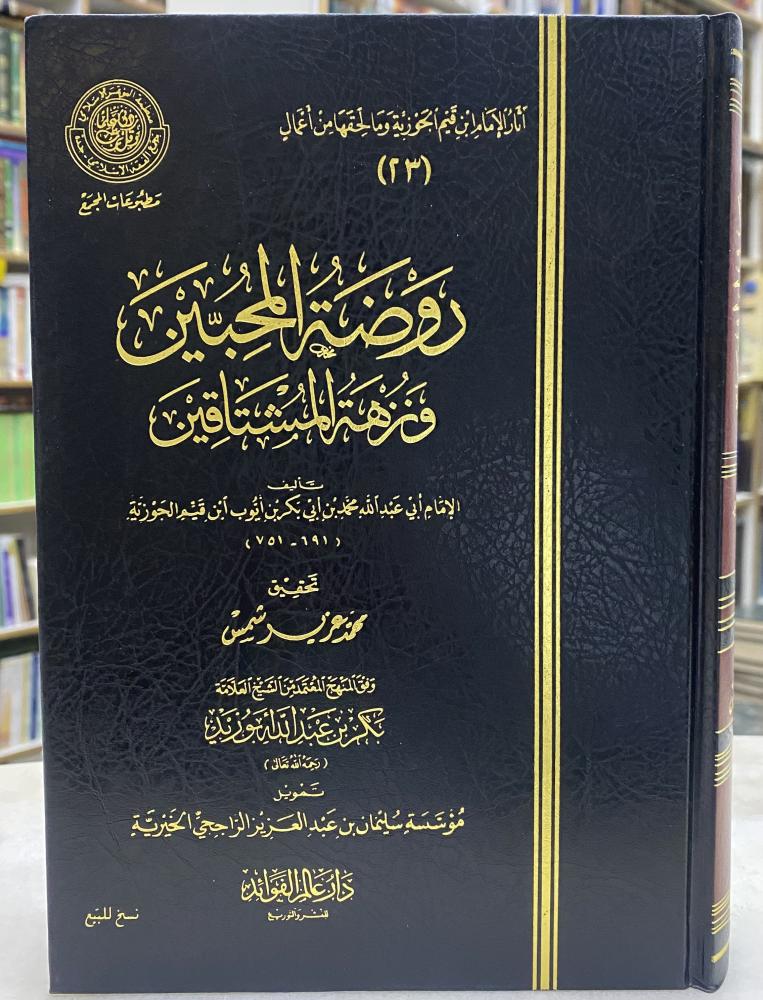 آثار الإمام ابن قيم الجوزية وما لحقها من أعمال
(٢٣)
مطبوعات المجمع
روضة المحبين
ونزهة المشتاقين
تأليف
الإمام أبي عبد الله محمد بن أبي بكر بن أيوب ابن قيم الجوزية
(٦٩١ - ٧٥١)
تحقيق
محمد عزير شمس
وفق المنهج المعتمد من الشيخ العلامة
بكر بن عبد الله أبو زيد
(رحمه الله تعالى)
تمويل
مؤسسة سليمان بن عبد العزيز الراجحي الخيرية
دار عالم الفوائد
للنشر والتوزيع
نسخ للبيع